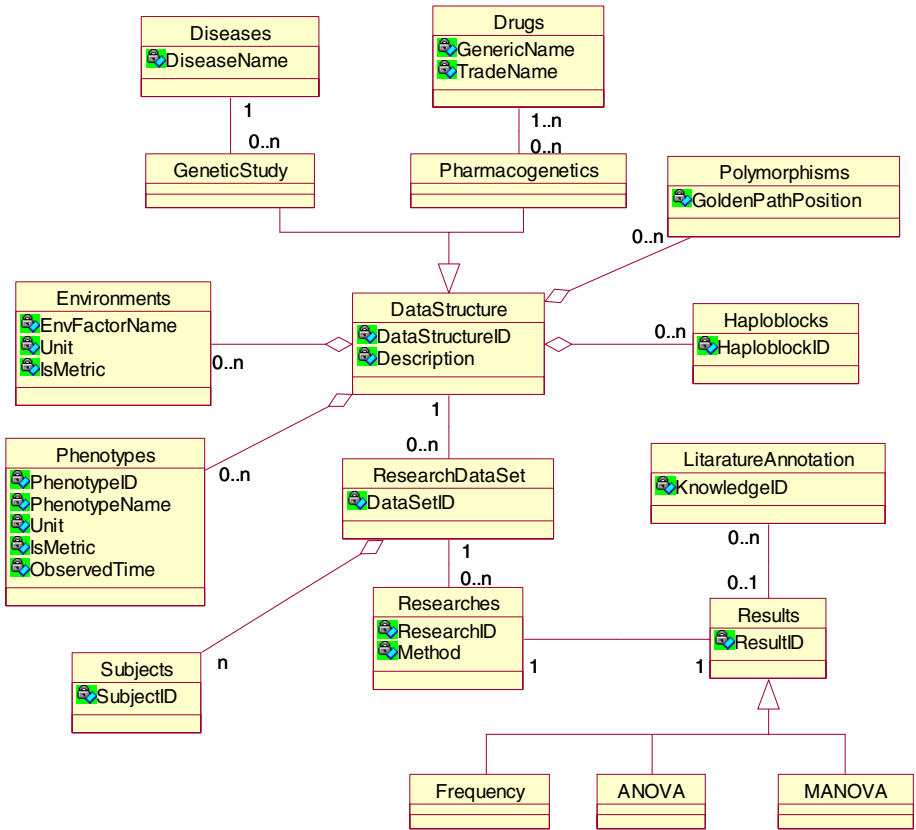 Diseases
DiseaseName
1
0..n
GeneticStudy
Drugs
GenericName
TradeName
1..n
0..n
Pharmacogenetics
Polymorphisms
GoldenPathPosition
0..n
Environments
EnvFactorName
Unit
IsMetric
0..n
DataStructure
DataStructureID
Description
0..n
Haploblocks
HaploblockID
1
0..n
Phenotypes
PhenotypeID
PhenotypeName
Unit
IsMetric
ObservedTime
0..n
ResearchDataSet
DataSetID
LitaratureAnnotation
KnowledgeID
0..n
0..1
1
0..n
Researches
ResearchID
Method
1
1
Results
ResultID
Subjects
SubjectID
n
Frequency
ANOVA
MANOVA